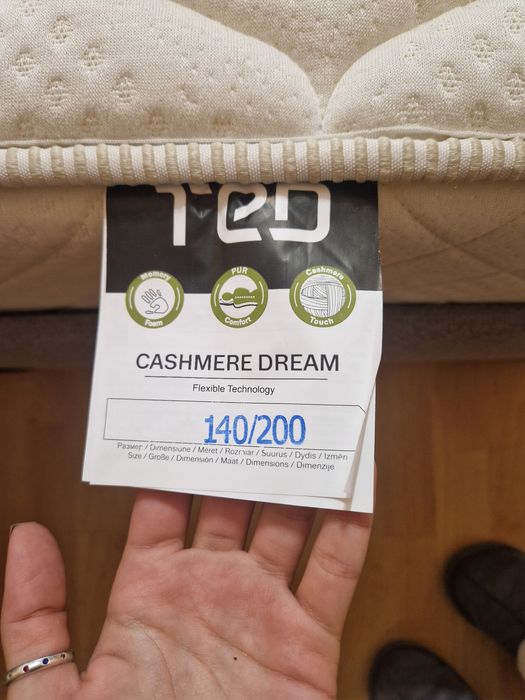 TED
Memory
Foam
PUR
Comfort
Cashmere
Touch
CASHMERE DREAM
Flexible Technology
140/200
Размер / Dimensiune / Méret / Rozmiar / Suurus / Dydis / Izmēri
Size / Große / Dimensión / Maat / Dimensions / Dimenzije